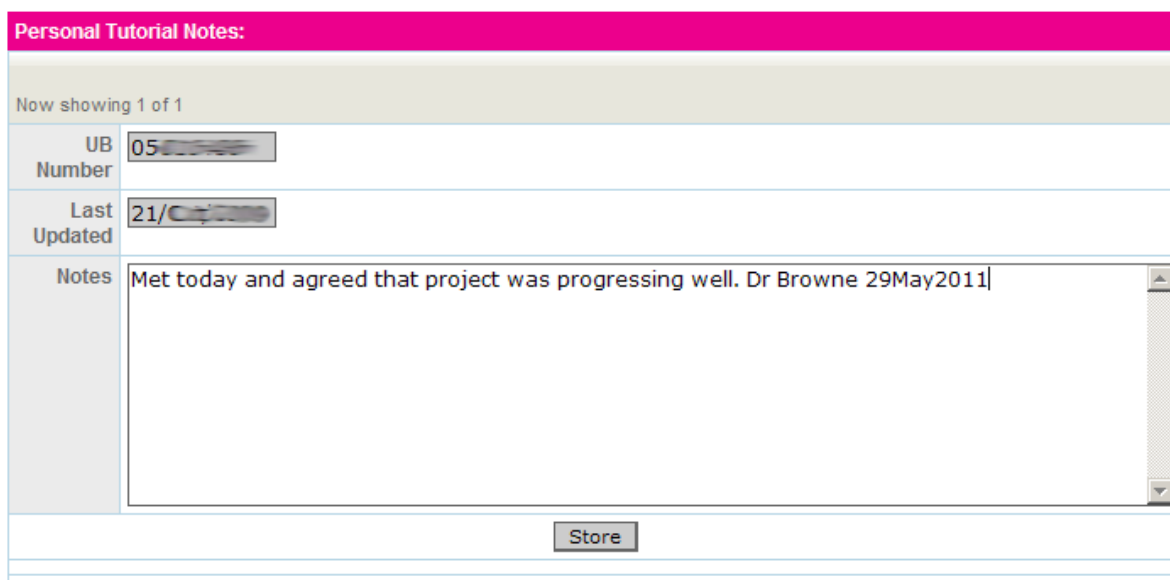 Personal Tutorial Notes:
Now showing 1 of 1
UB
Number
05
Last
Updated
21/
Notes
Met today and agreed that project was progressing well. Dr Browne 29May2011
Store